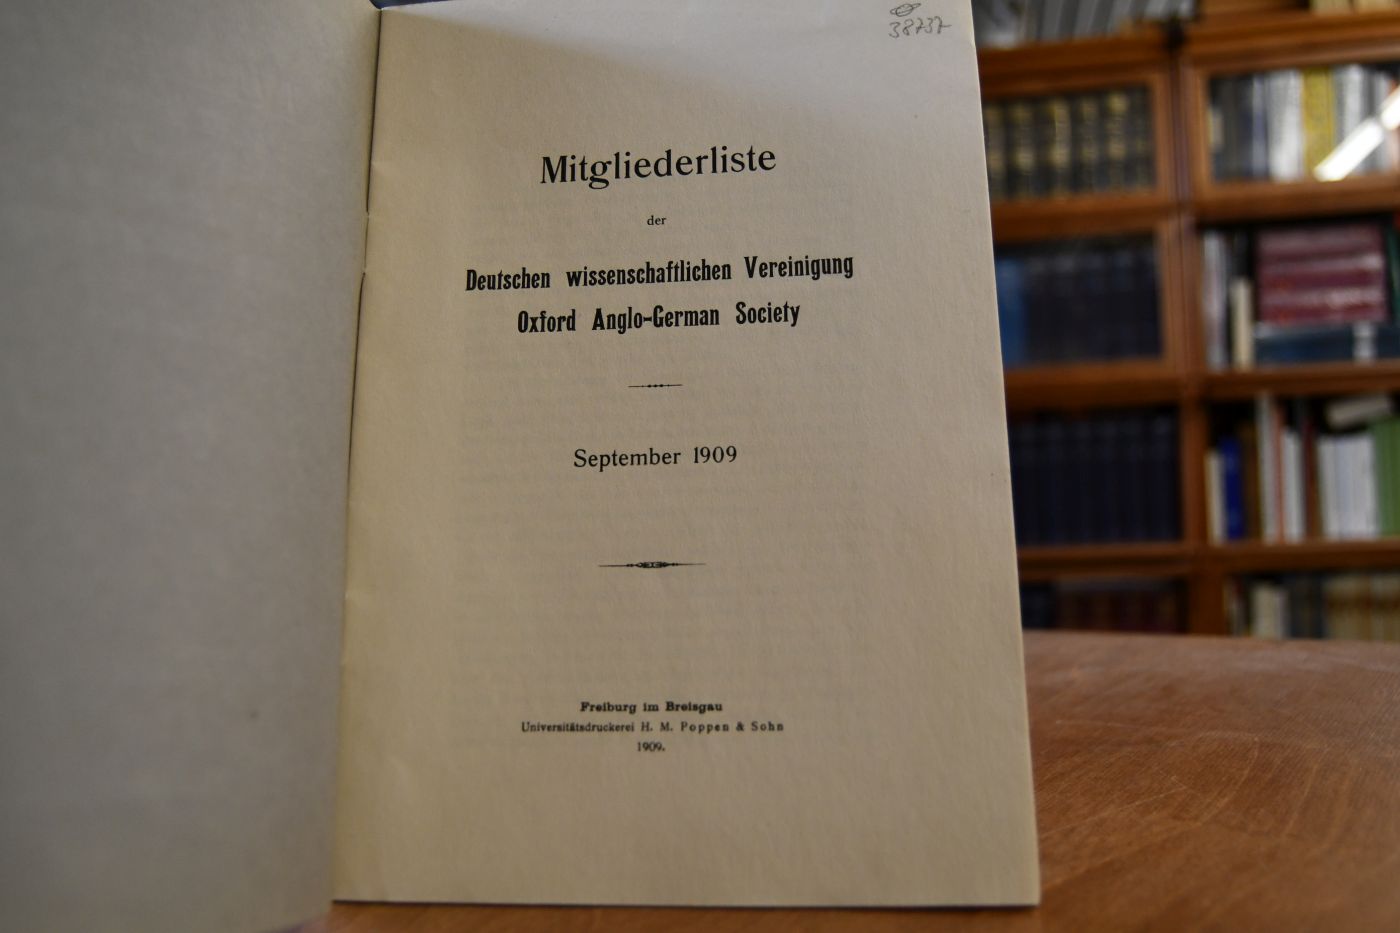 38737
Mitgliederliste
der
Deutschen wissenschaftlichen Vereinigung
Oxford Anglo-German Society
September 1909
Freiburg im Breisgau
Universitätsdruckerei H. M. Poppen & Sohn
1909.